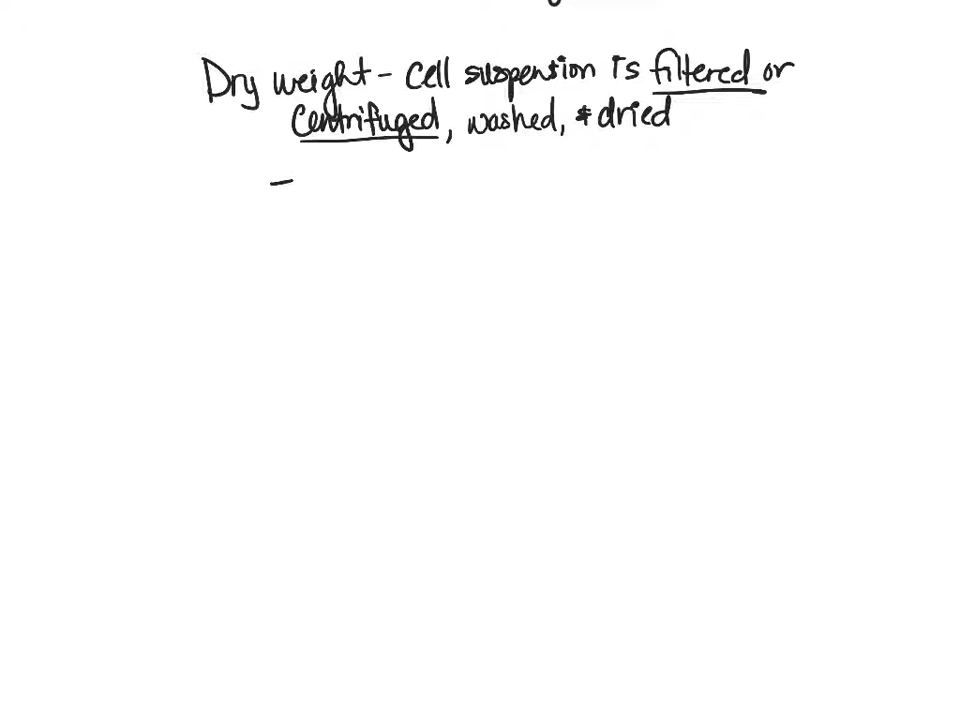 Dry weight - cell suspension is filtered or
centrifuged, washed, & dried
-